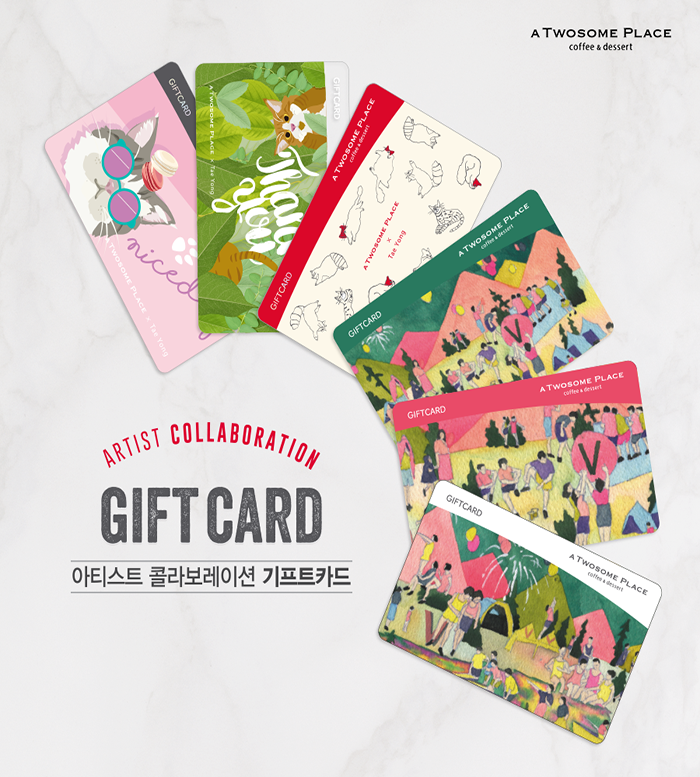 A TWOSOME PLACE
coffee & dessert
GIFTCARD
niced
A TWOSOME PLACE × Tae Yong
GIFTCARD
Thank you
A TWOSOME PLACE × Tae Yong
A TWOSOME PLACE
coffee & dessert
A TWOSOME PLACE
×
Tae Yong
GIFTCARD
A TWOSOME PLACE
coffee & dessert
GIFTCARD
V
A TWOSOME PLACE
coffee & dessert
GIFTCARD
V
GIFTCARD
A TWOSOME PLACE
coffee & dessert
V
ARTIST COLLABORATION
GIFT CARD
아티스트 콜라보레이션 기프트카드